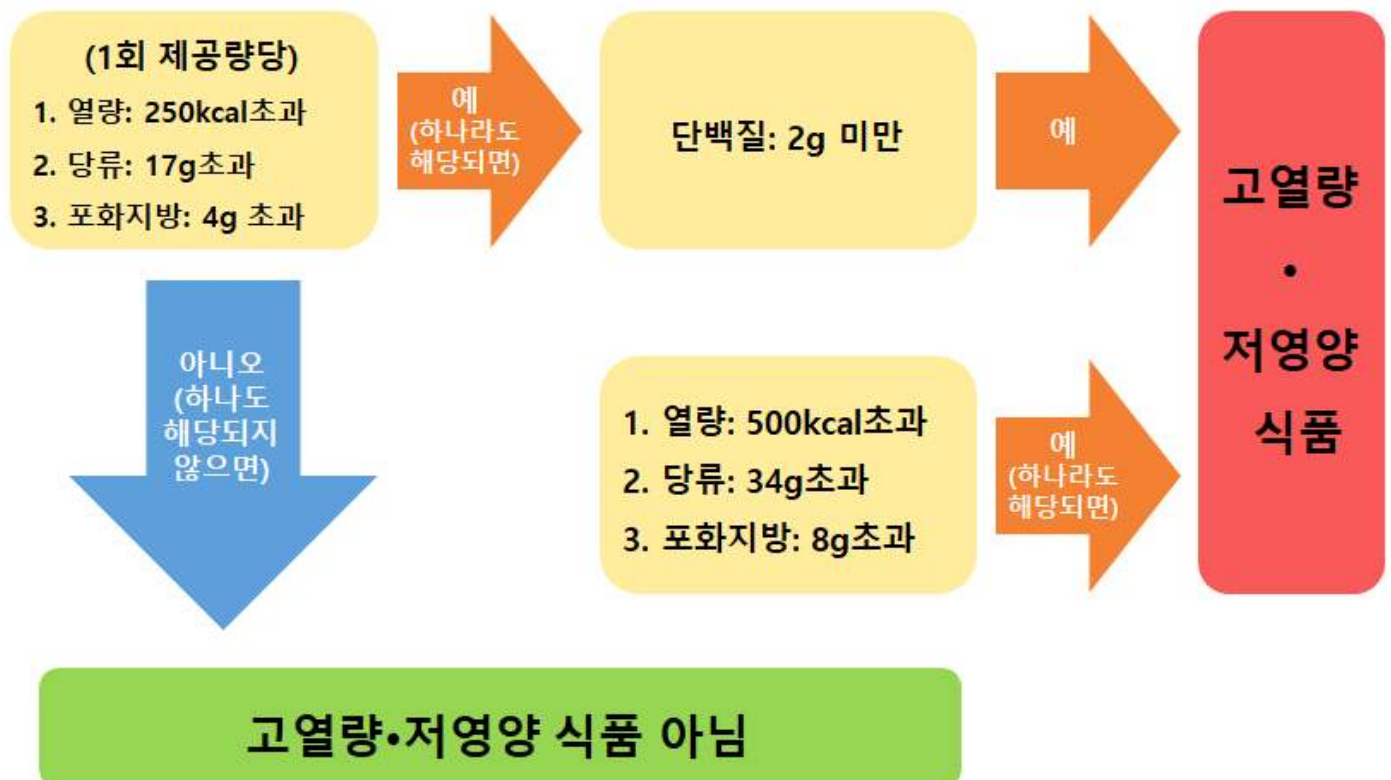 (1회 제공량당)
1. 열량: 250kcal초과
2. 당류: 17g초과
3. 포화지방: 4g 초과
예
(하나라도
해당되면)
단백질: 2g 미만
예
고열량
•
저영양
식품
아니오
(하나도
해당되지
않으면)
1. 열량: 500kcal초과
2. 당류: 34g초과
3. 포화지방: 8g초과
예
(하나라도
해당되면)
고열량•저영양 식품 아님